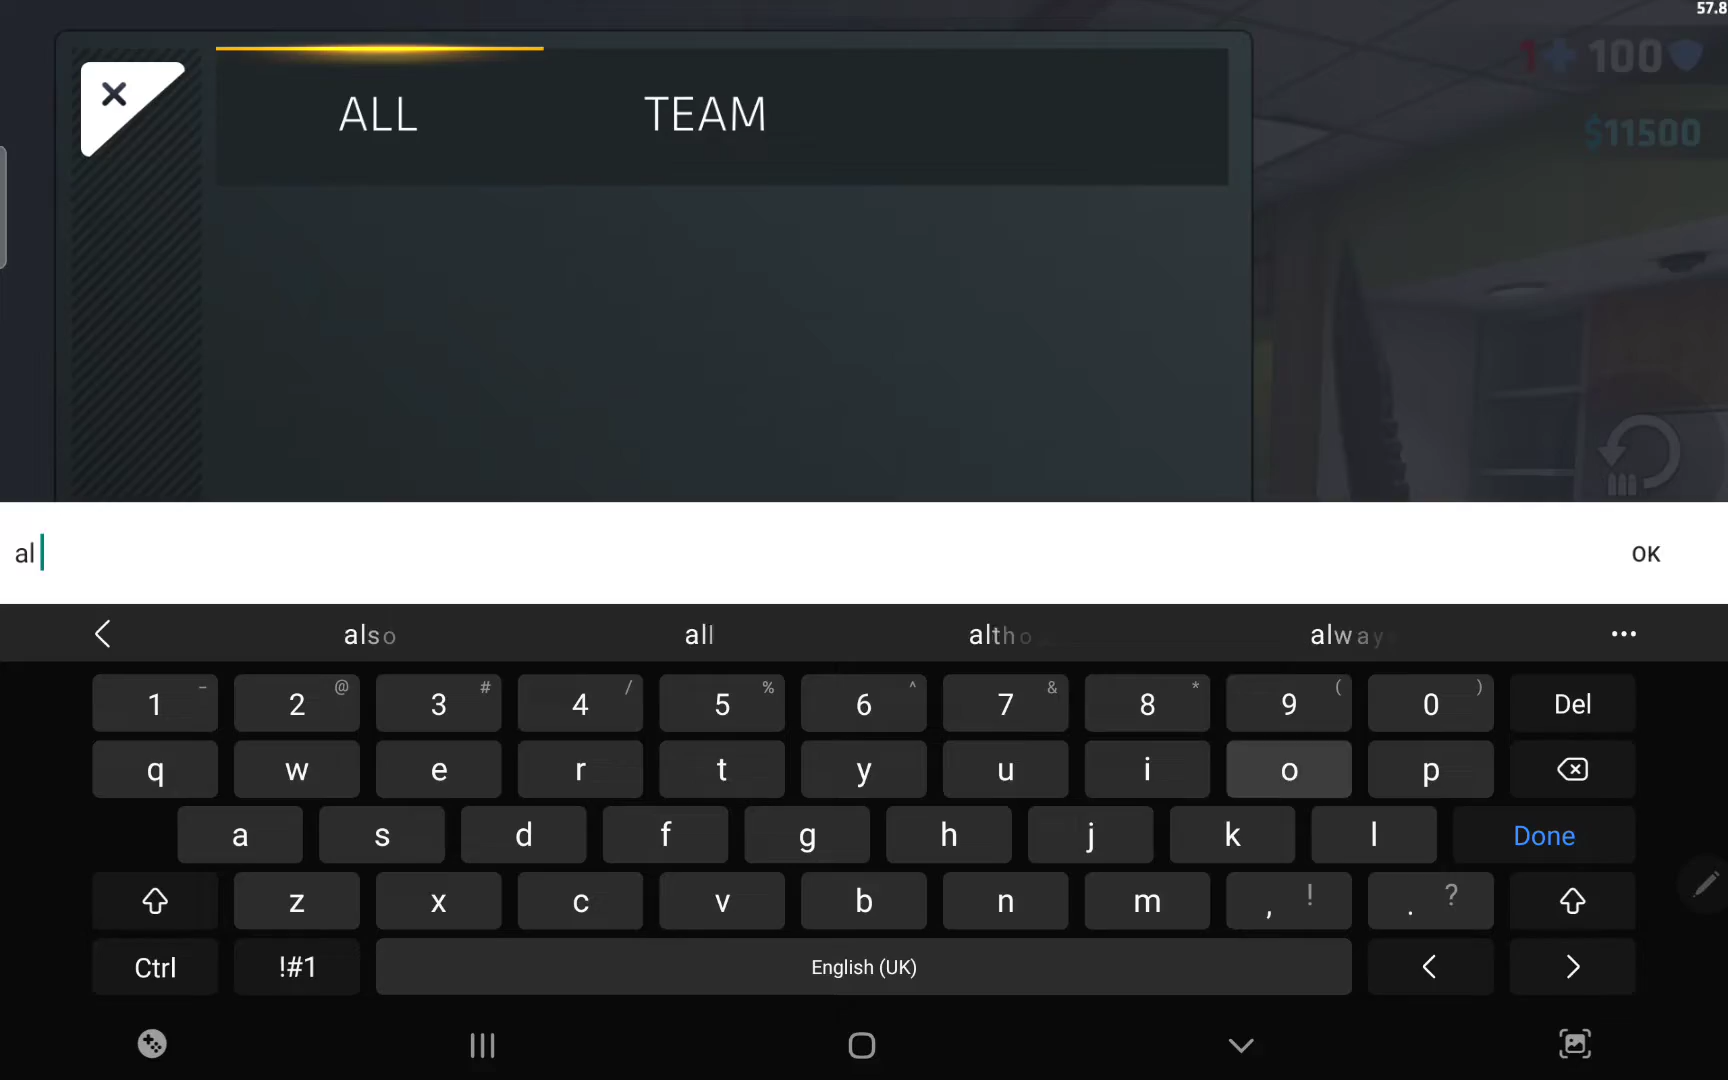 57.8
ALL TEAM
1 100
$11500
al OK
also all altho alway
1 - 2 @ 3 # 4 / 5 % 6 ^ 7 & 8 * 9 ( 0 ) Del
q w e r t y u i o p
a s d f g h j k l Done
z x c v b n m , ! . ?
Ctrl !#1 English (UK) < >